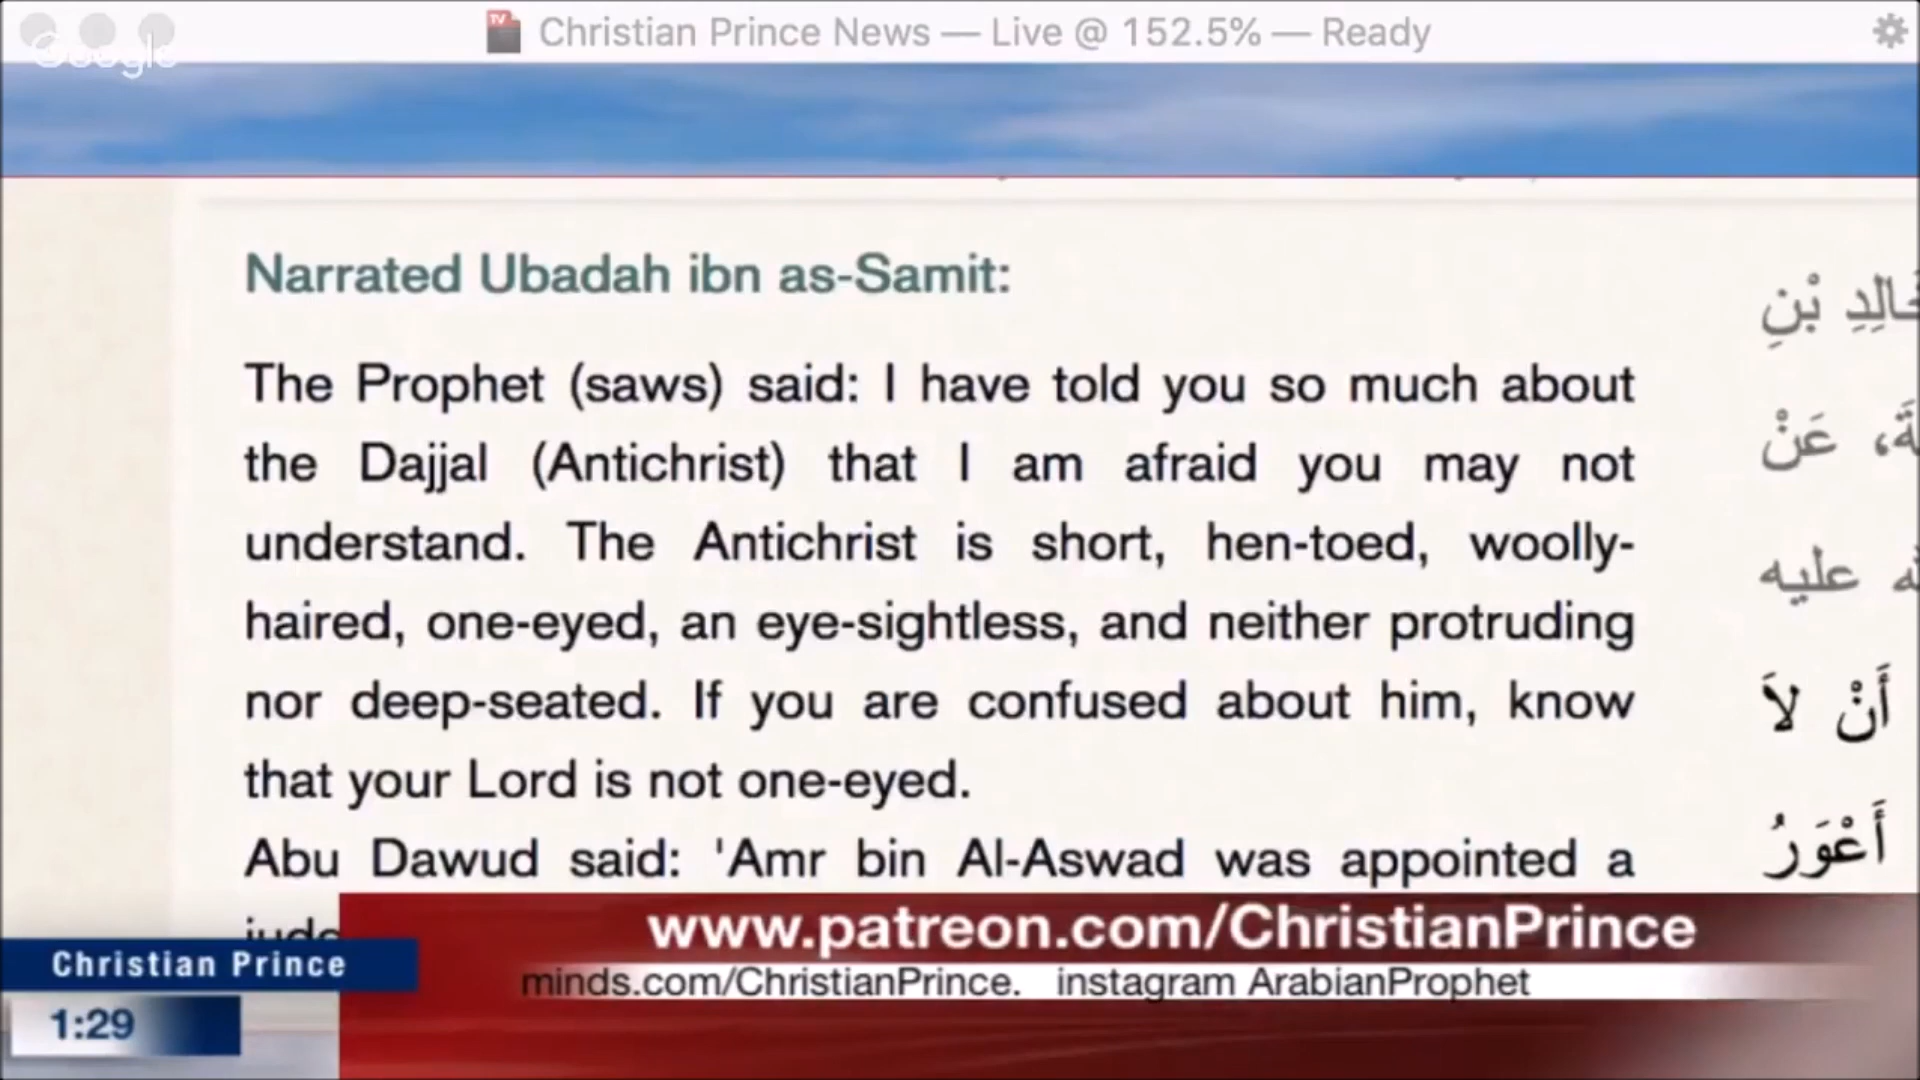 Christian Prince News — Live @ 152.5% — Ready
Google
Narrated Ubadah ibn as-Samit:
The Prophet (saws) said: I have told you so much about
the Dajjal (Antichrist) that I am afraid you may not
understand. The Antichrist is short, hen-toed, woolly-
haired, one-eyed, an eye-sightless, and neither protruding
nor deep-seated. If you are confused about him, know
that your Lord is not one-eyed.
Abu Dawud said: 'Amr bin Al-Aswad was appointed a
بْنِ
عَنْ
عليه
أَنْ لاَ
أَعْوَرُ
www.patreon.com/ChristianPrince
minds.com/ChristianPrince. instagram ArabianProphet
Christian Prince
1:29